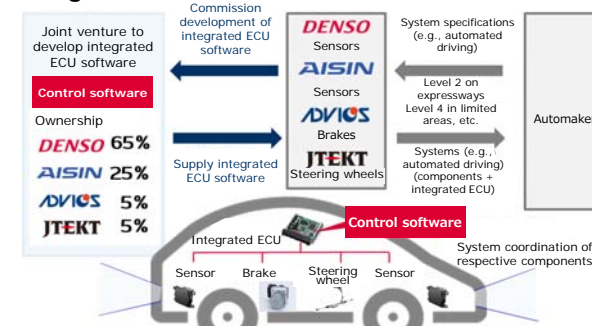 Joint venture to
develop integrated
ECU software
Control software
Ownership
DENSO 65%
AISIN 25%
ADVICS 5%
JTEKT 5%
Commission
development of
integrated ECU
software
Supply integrated
ECU software
DENSO
Sensors
AISIN
Sensors
ADVICS
Brakes
JTEKT
Steering wheels
System specifications
(e.g., automated
driving)
Level 2 on
expressways
Level 4 in limited
areas, etc.
Systems (e.g.,
automated driving)
(components +
integrated ECU)
Automaker
Control software
Integrated ECU
System coordination of
respective components
Sensor
Brake
Steering
wheel
Sensor